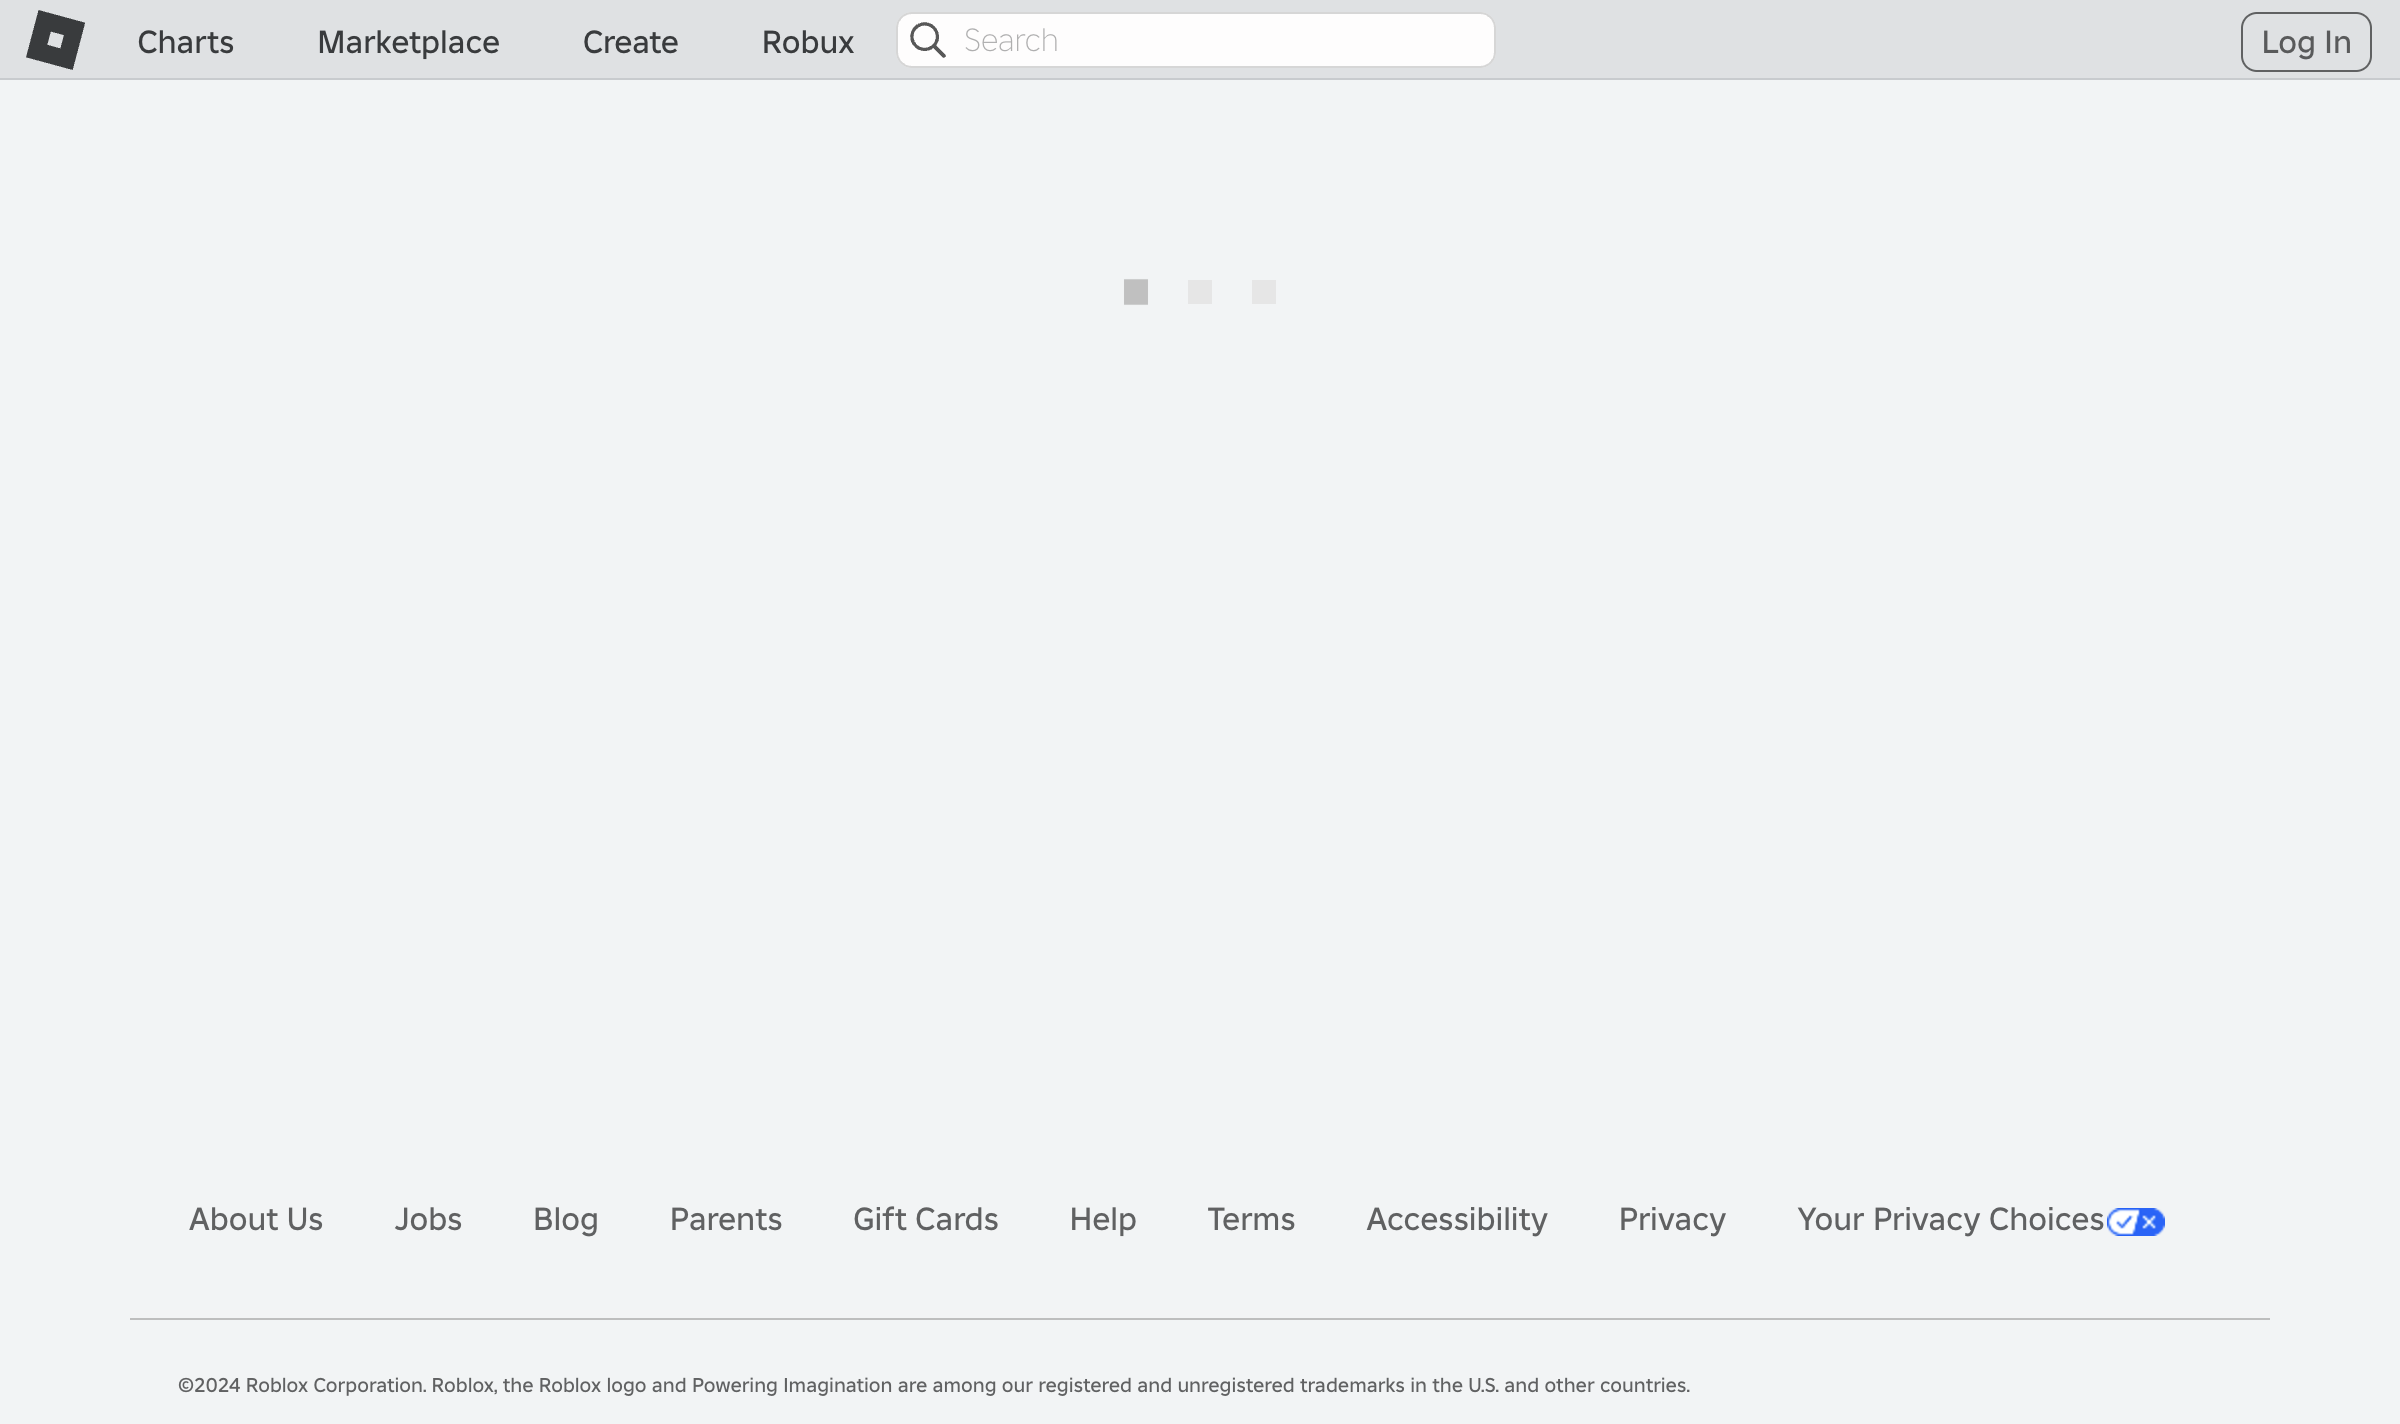 Charts Marketplace Create Robux Search Log In
About Us Jobs Blog Parents Gift Cards Help Terms Accessibility Privacy Your Privacy Choices
©2024 Roblox Corporation. Roblox, the Roblox logo and Powering Imagination are among our registered and unregistered trademarks in the U.S. and other countries.